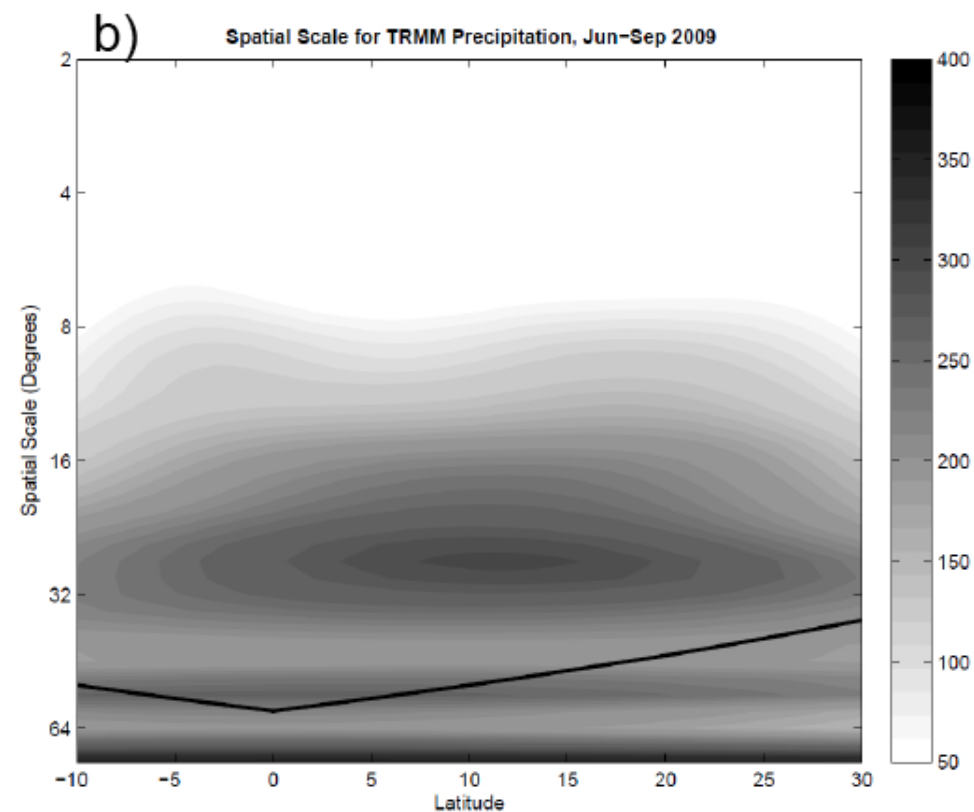 b)
Spatial Scale for TRMM Precipitation, Jun-Sep 2009
2
4
8
16
32
64
Spatial Scale (Degrees)
-10 -5 0 5 10 15 20 25 30
Latitude
400
350
300
250
200
150
100
50